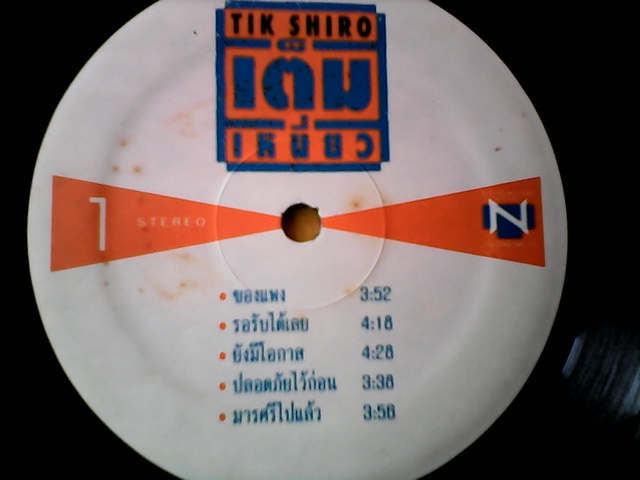 TIK SHIRO
เต็ม
เหนี่ยว
1 STEREO N
ของแพง 3:52
รอรับได้เลย 4:18
ยังมีโอกาส 4:28
ปลอดภัยไว้ก่อน 3:38
มารศรีไปแล้ว 3:58